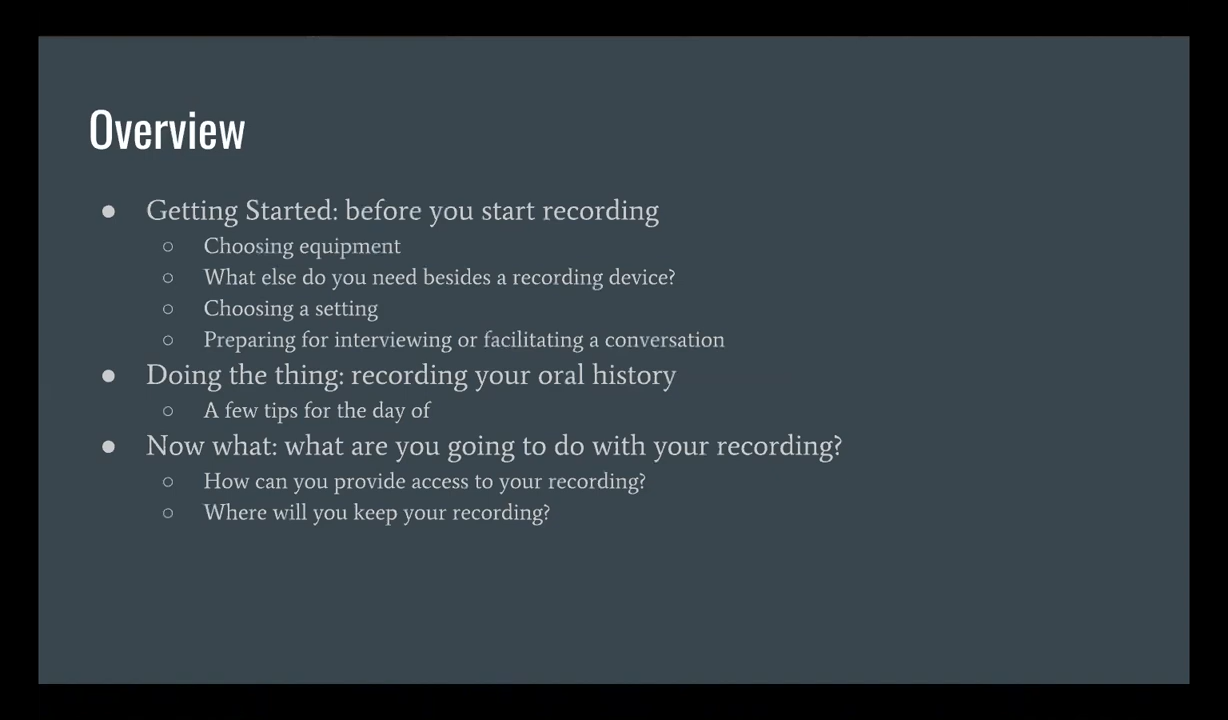 Overview
● Getting Started: before you start recording
○ Choosing equipment
○ What else do you need besides a recording device?
○ Choosing a setting
○ Preparing for interviewing or facilitating a conversation
● Doing the thing: recording your oral history
○ A few tips for the day of
● Now what: what are you going to do with your recording?
○ How can you provide access to your recording?
○ Where will you keep your recording?